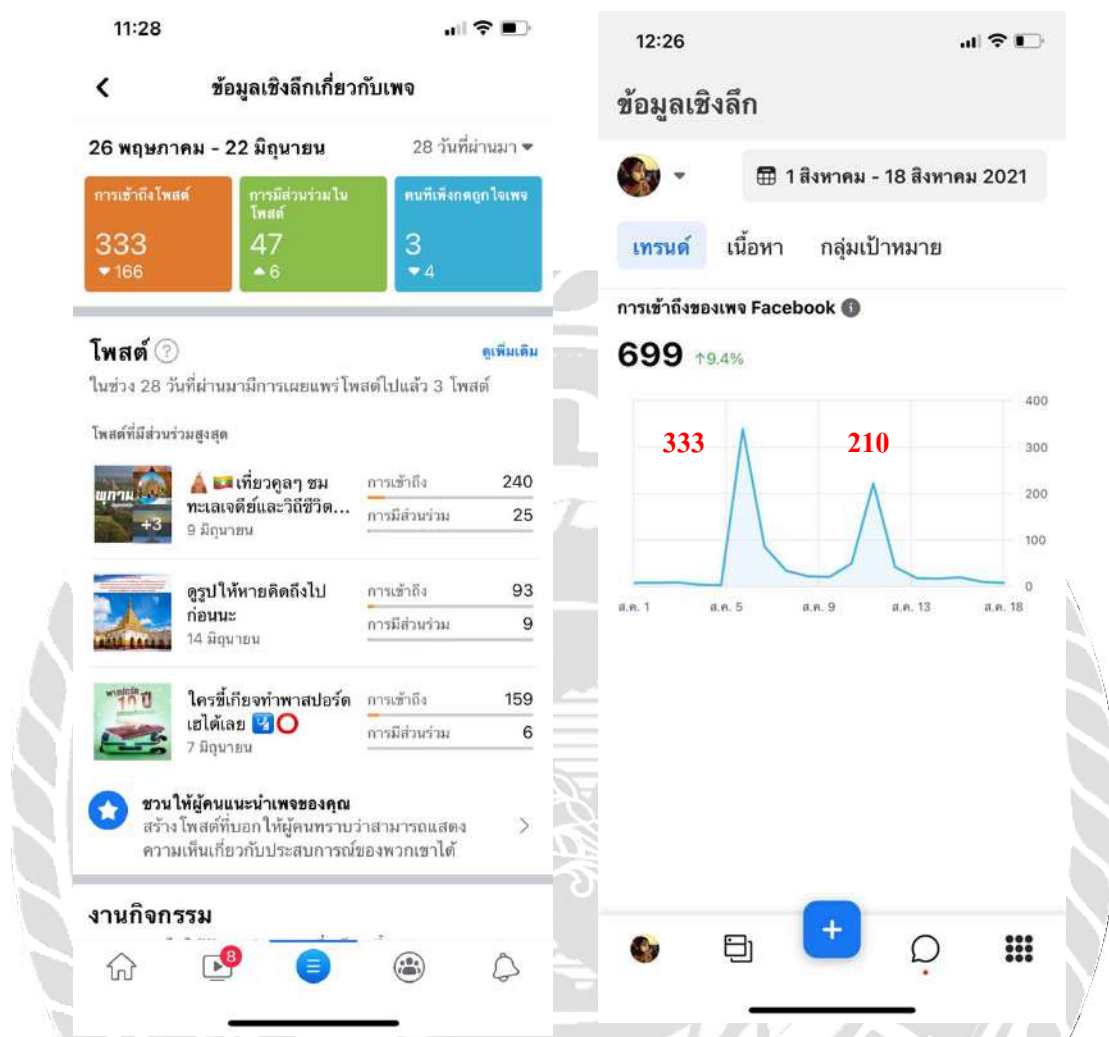 11:28
ข้อมูลเชิงลึกเกี่ยวกับเพจ
26 พฤษภาคม - 22 มิถุนายน
28 วันที่ผ่านมา
การเข้าถึงโพสต์
333
166
การมีส่วนร่วมใน
โพสต์
47
6
คนที่เพิ่งกดถูกใจเพจ
3
4
โพสต์
ดูเพิ่มเติม
ในช่วง 28 วันที่ผ่านมามีการเผยแพร่โพสต์ไปแล้ว 3 โพสต์
โพสต์ที่มีส่วนร่วมสูงสุด
พุกาม
+3
เที่ยวคูลๆ ชม
ทะเลเจดีย์และวิถีชีวิต...
9 มิถุนายน
การเข้าถึง 240
การมีส่วนร่วม 25
ดูรูปให้หายคิดถึงไป
ก่อนนะ
14 มิถุนายน
การเข้าถึง 93
การมีส่วนร่วม 9
พาสปอร์ต
10 ปี
ใครขี้เกียจทำพาสปอร์ต
เฮได้เลย
7 มิถุนายน
การเข้าถึง 159
การมีส่วนร่วม 6
ชวนให้ผู้คนแนะนำเพจของคุณ
สร้างโพสต์ที่บอกให้ผู้คนทราบว่าสามารถแสดง
ความเห็นเกี่ยวกับประสบการณ์ของพวกเขาได้
งานกิจกรรม
8
12:26
ข้อมูลเชิงลึก
1 สิงหาคม - 18 สิงหาคม 2021
เทรนด์ เนื้อหา กลุ่มเป้าหมาย
การเข้าถึงของเพจ Facebook
699 ↑9.4%
400
300
200
100
0
333
210
ส.ค. 1 ส.ค. 5 ส.ค. 9 ส.ค. 13 ส.ค. 18